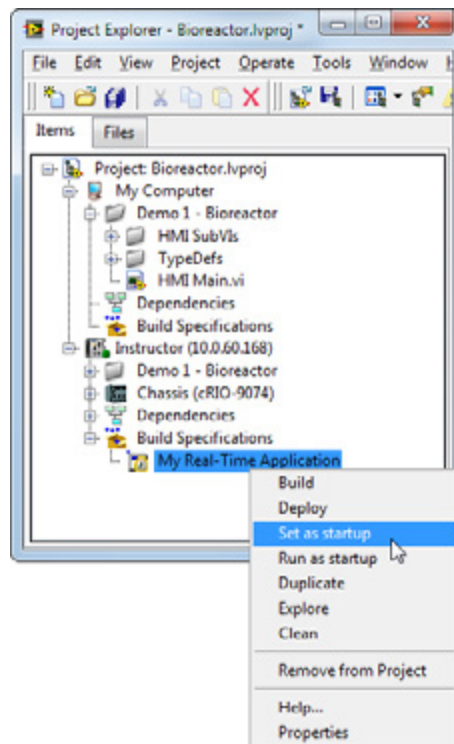 Project Explorer - Bioreactor.lvproj *
File Edit View Project Operate Tools Window
Items Files
Project: Bioreactor.lvproj
My Computer
Demo 1 - Bioreactor
HMI SubVIs
TypeDefs
HMI Main.vi
Dependencies
Build Specifications
Instructor (10.0.60.168)
Demo 1 - Bioreactor
Chassis (cRIO-9074)
Dependencies
Build Specifications
My Real-Time Application
Build
Deploy
Set as startup
Run as startup
Duplicate
Explore
Clean
Remove from Project
Help...
Properties